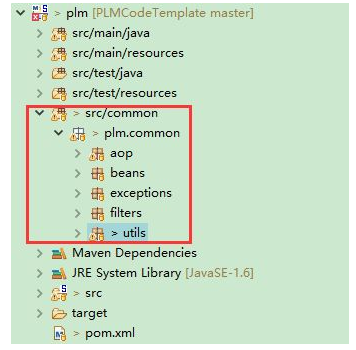 > plm [PLMCodeTemplate master]
src/main/java
src/main/resources
src/test/java
src/test/resources
> src/common
> plm.common
aop
beans
exceptions
filters
> utils
Maven Dependencies
JRE System Library [JavaSE-1.6]
> src
target
> pom.xml